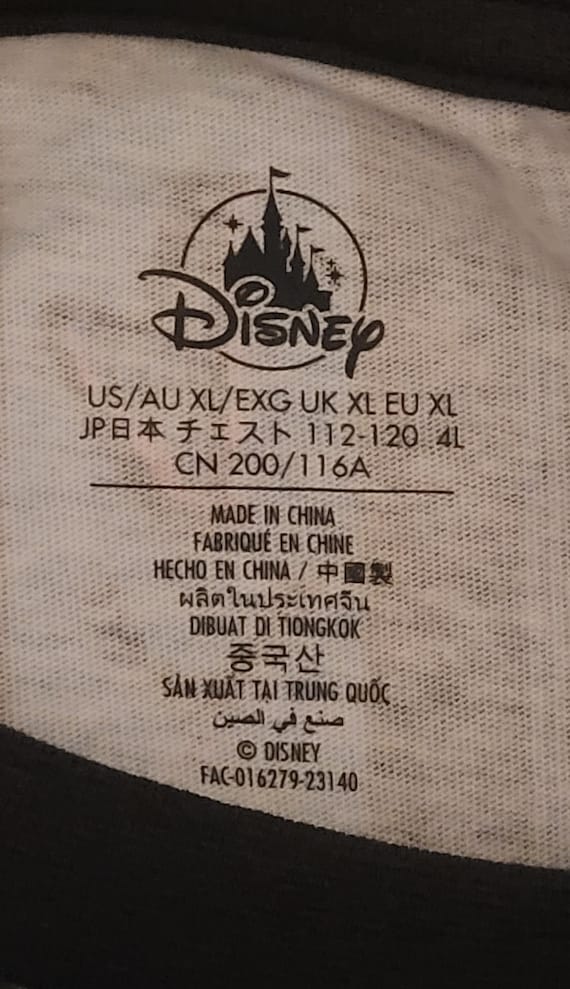 DISNEY
US/AU XL/EXG UK XL EU XL
JP日本 チェスト 112-120 4L
CN 200/116A
MADE IN CHINA
FABRIQUÉ EN CHINE
HECHO EN CHINA / 中國製
ผลิตในประเทศจีน
DIBUAT DI TIONGKOK
중국산
SẢN XUẤT TẠI TRUNG QUỐC
صنع في الصين
© DISNEY
FAC-016279-23140